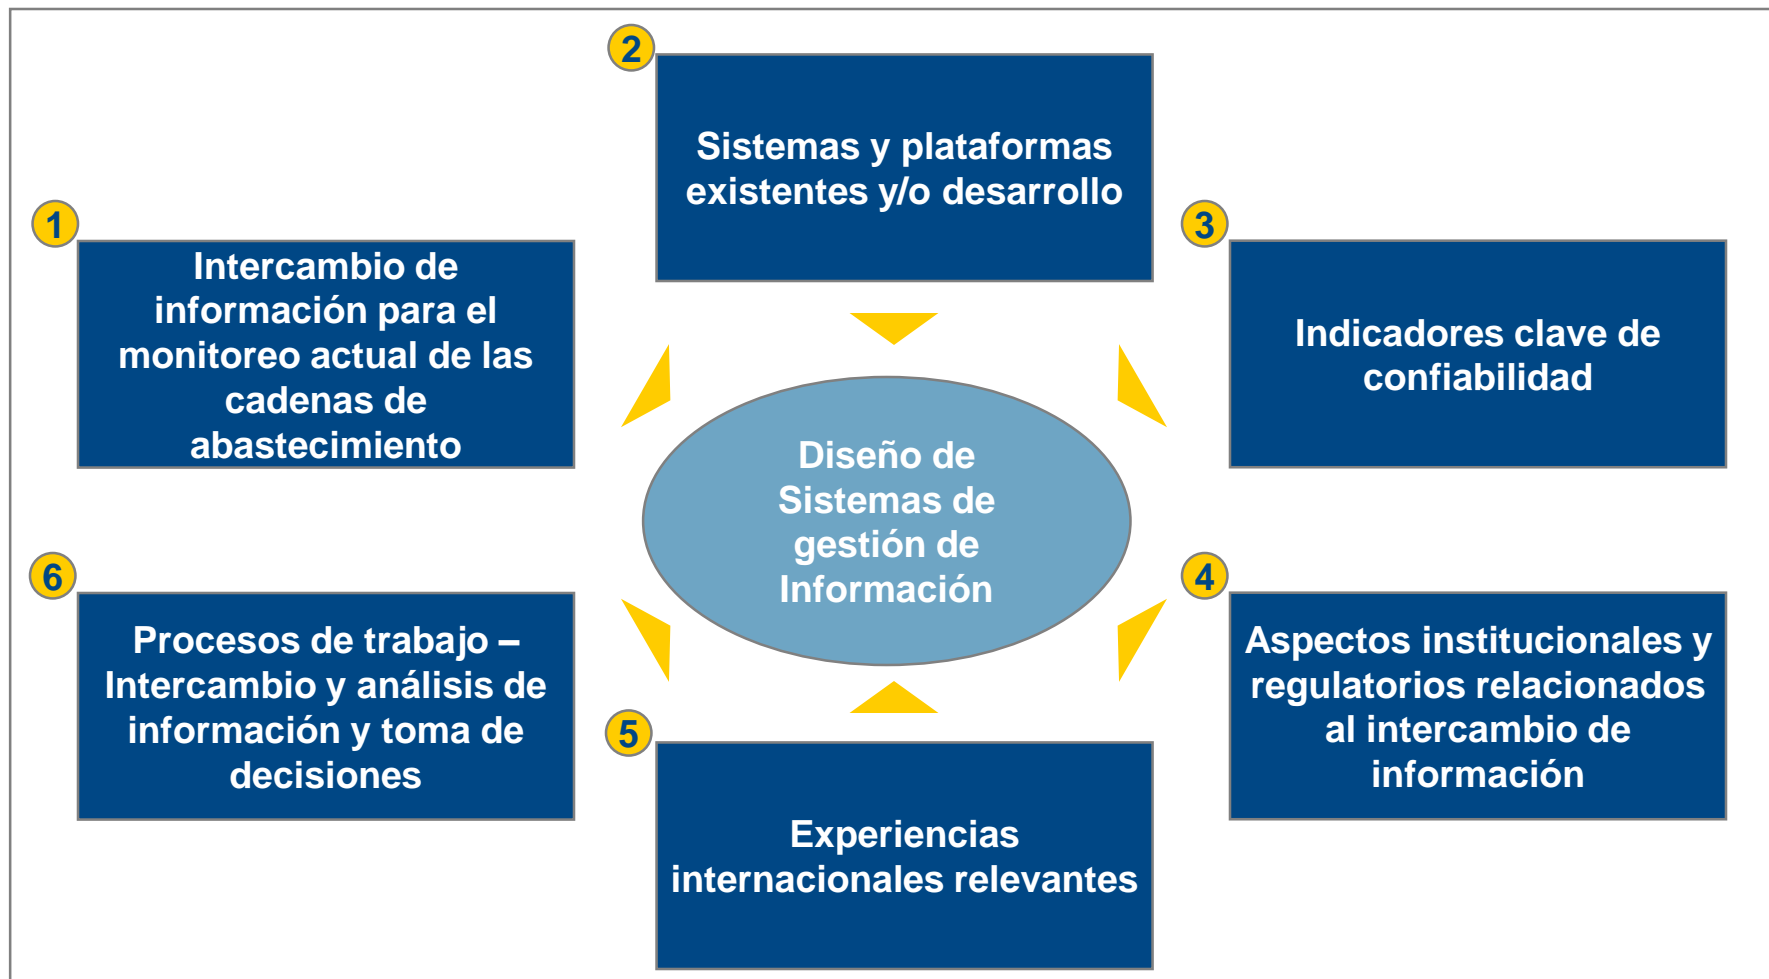 1
Intercambio de
información para el
monitoreo actual de las
cadenas de
abastecimiento
2
Sistemas y plataformas
existentes y/o desarrollo
3
Indicadores clave de
confiabilidad
Diseño de
Sistemas de
gestión de
Información
4
Aspectos institucionales y
regulatorios relacionados
al intercambio de
información
5
Experiencias
internacionales relevantes
6
Procesos de trabajo –
Intercambio y análisis de
información y toma de
decisiones